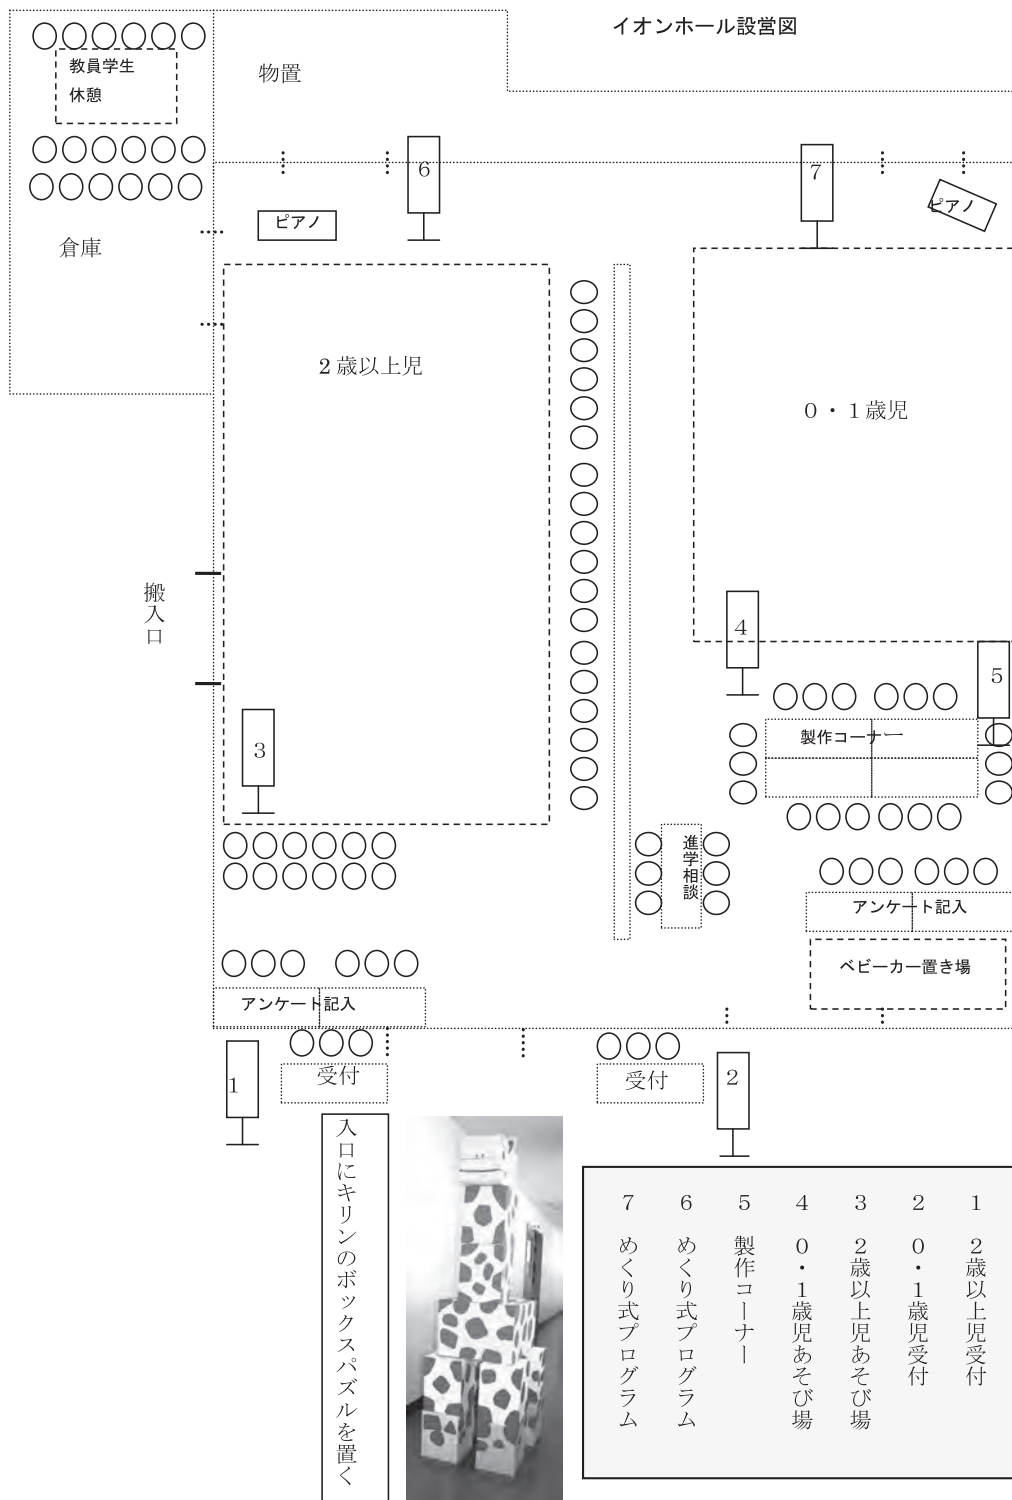 イオンホール設営図
教員学生
休憩
物置
6
7
ピアノ
ピアノ
倉庫
2歳以上児
0・1歳児
搬入口
4
5
3
製作コーナー
進学相談
アンケート記入
ベビーカー置き場
アンケート記入
受付
受付
1
2
入口にキリンのボックスパズルを置く
1 2歳以上児受付
2 0・1歳児受付
3 2歳以上児あそび場
4 0・1歳児あそび場
5 製作コーナー
6 めくり式プログラム
7 めくり式プログラム